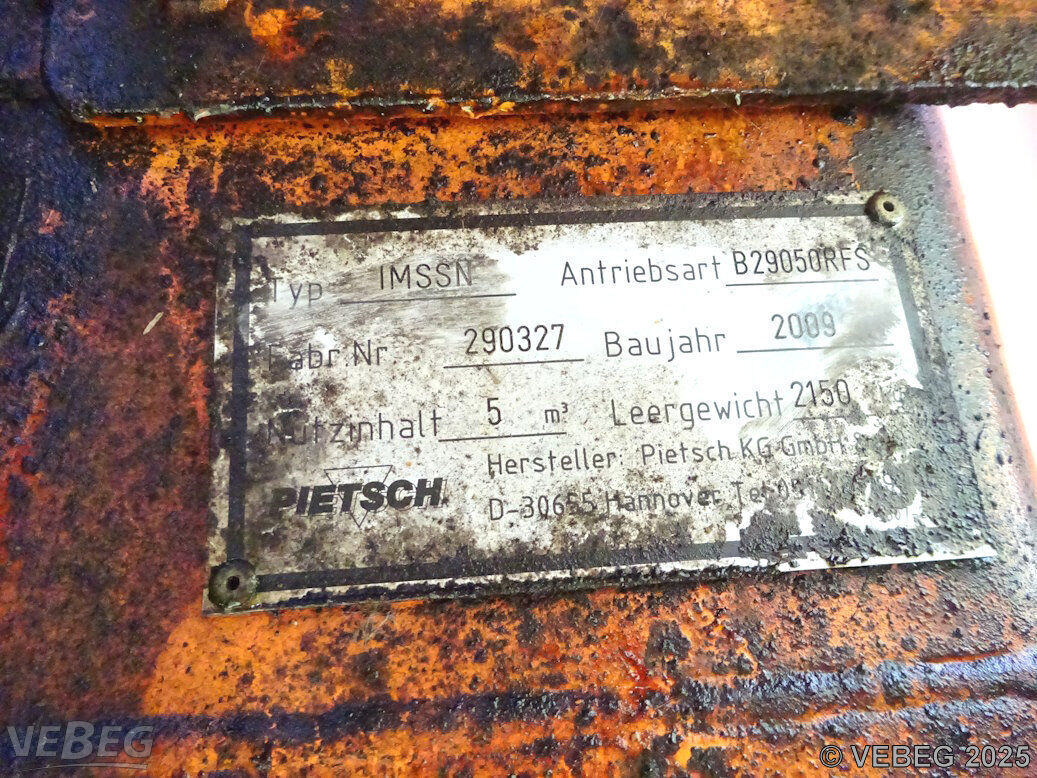 Typ IMSSN Antriebsart B29050RFS
Fabr. Nr. 290327 Baujahr 2009
Nutzinhalt 5 m³ Leergewicht 2150
Hersteller: Pietsch KG GmbH
PIETSCH D-30655 Hannover Tel
VEBEG
© VEBEG 2025